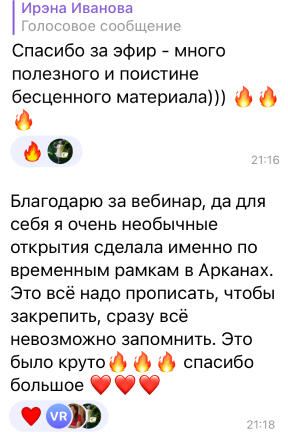 Ирэна Иванова
Голосовое сообщение
Спасибо за эфир - много
полезного и поистине
бесценного материала))) 🔥🔥
🔥
🔥
21:16
Благодарю за вебинар, да для
себя я очень необычные
открытия сделала именно по
временным рамкам в Арканах.
Это всё надо прописать, чтобы
закрепить, сразу всё
невозможно запомнить. Это
было круто🔥🔥🔥 спасибо
большое ❤️❤️❤️
❤️ VR
21:18